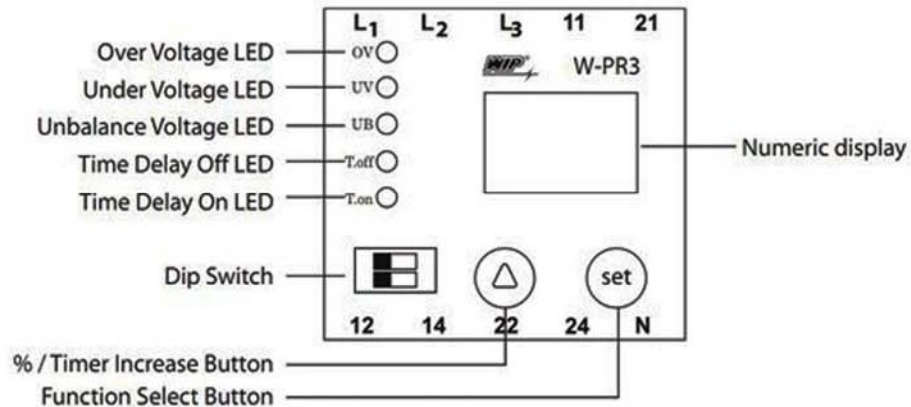 L1 L2 L3 11 21
Over Voltage LED OV
WIP® W-PR3
Under Voltage LED UV
Unbalance Voltage LED UB
Numeric display
Time Delay Off LED T.off
Time Delay On LED T.on
Dip Switch
set
12 14 22 24 N
% / Timer Increase Button
Function Select Button